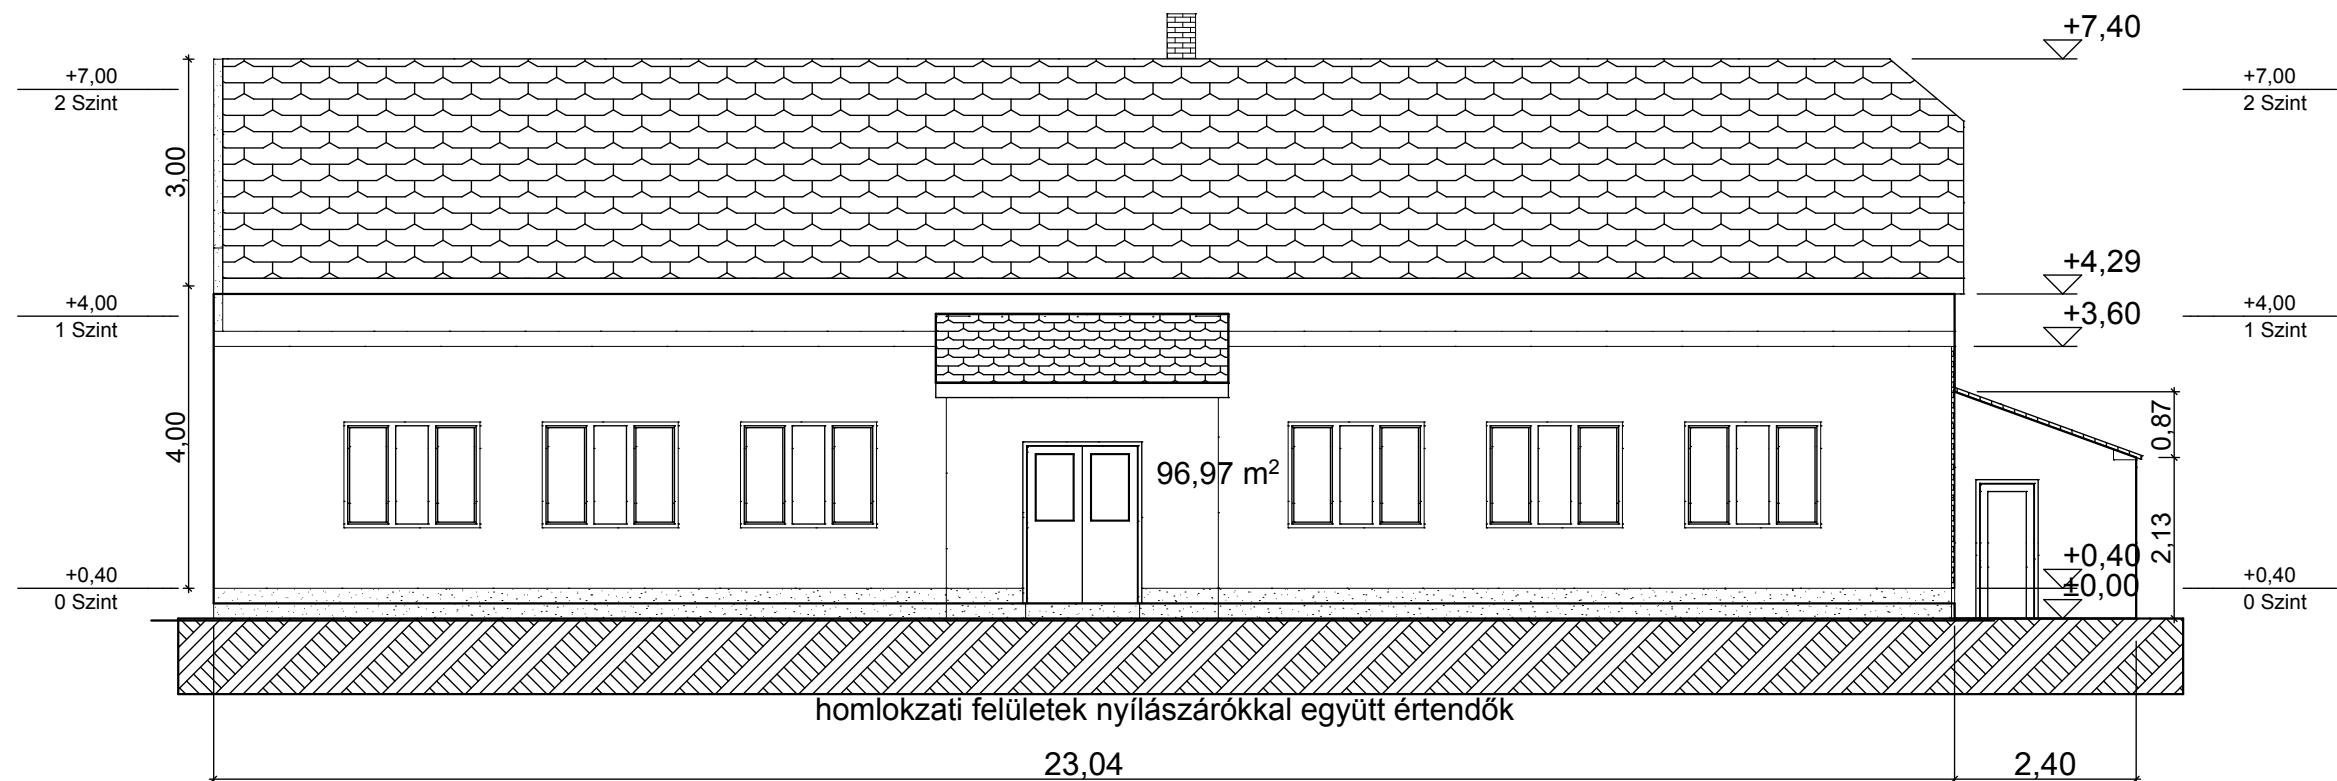 +7,40
+7,00
2 Szint
+7,00
2 Szint
3,00
+4,29
+4,00
1 Szint
+3,60
+4,00
1 Szint
4,00
0,87
96,97 m²
2,13
+0,40
0 Szint
+0,40
±0,00
+0,40
0 Szint
homlokzati felületek nyílászárókkal együtt értendők
23,04
2,40